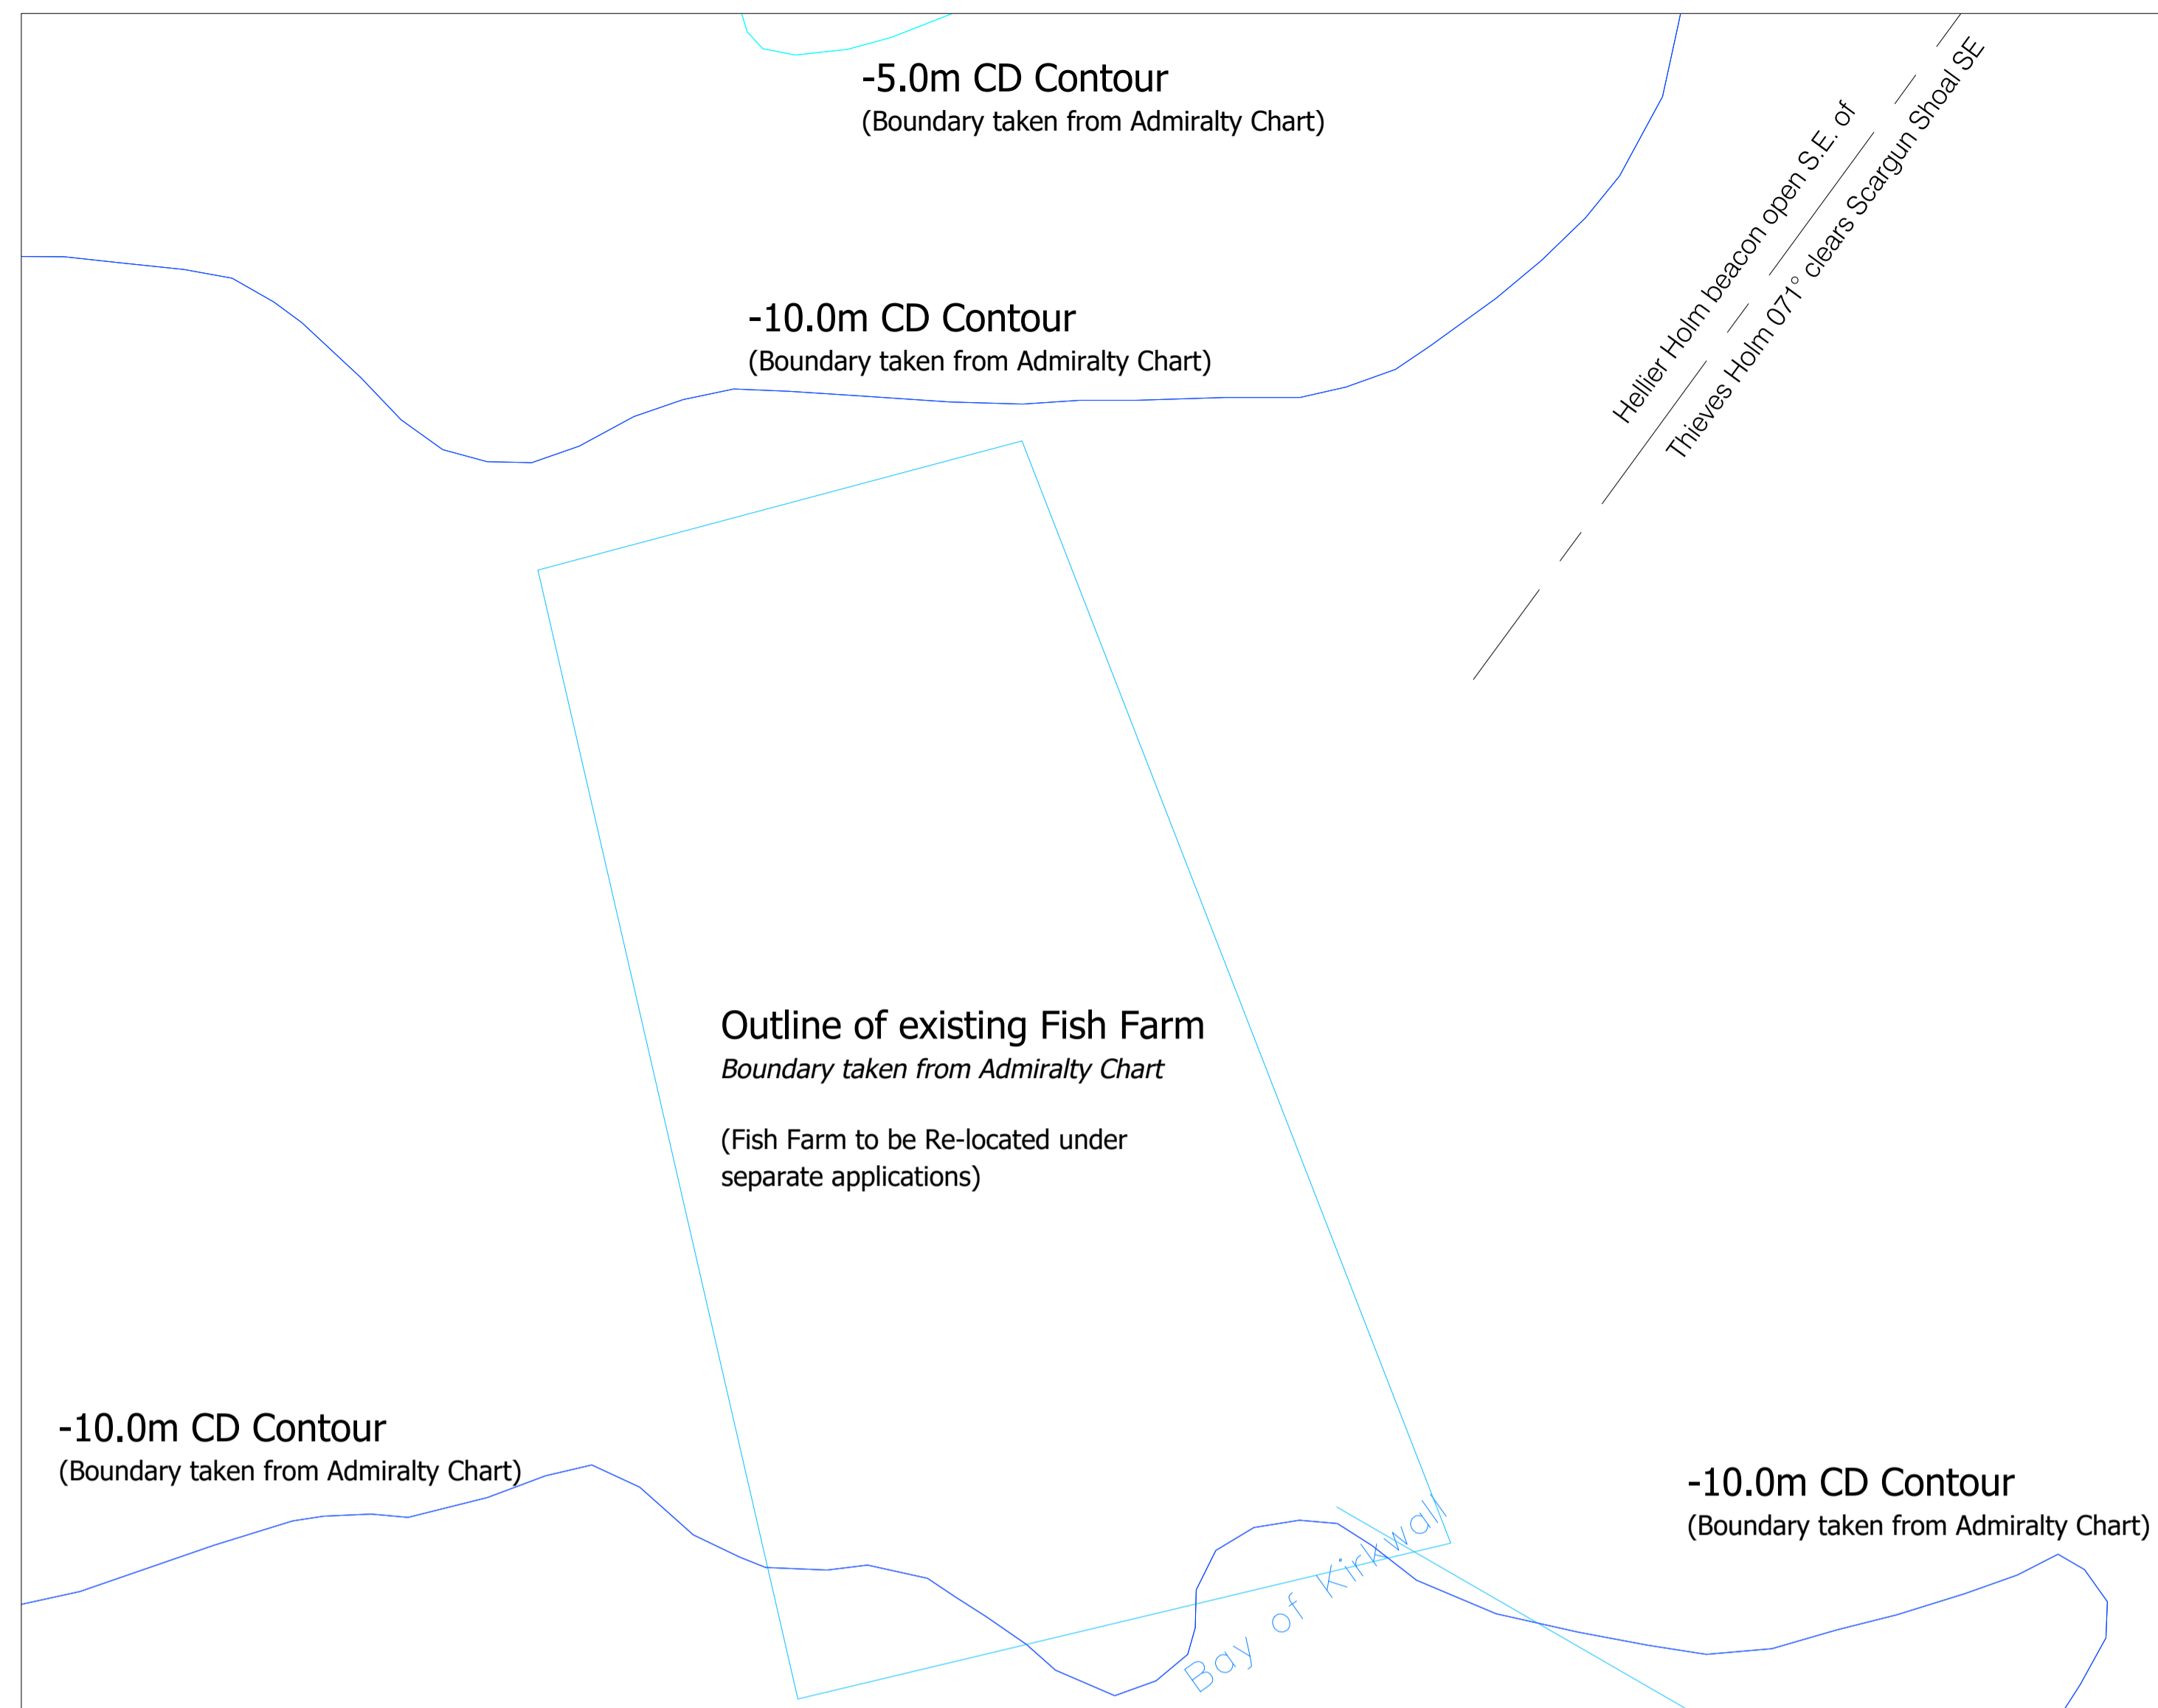 -5.0m CD Contour
(Boundary taken from Admiralty Chart)
Hellier Holm beacon open S.E. of
Thieves Holm 071° clears Scargun Shoal SE
-10.0m CD Contour
(Boundary taken from Admiralty Chart)
Outline of existing Fish Farm
Boundary taken from Admiralty Chart
(Fish Farm to be Re-located under
separate applications)
-10.0m CD Contour
(Boundary taken from Admiralty Chart)
-10.0m CD Contour
(Boundary taken from Admiralty Chart)
Bay of Kirkwall